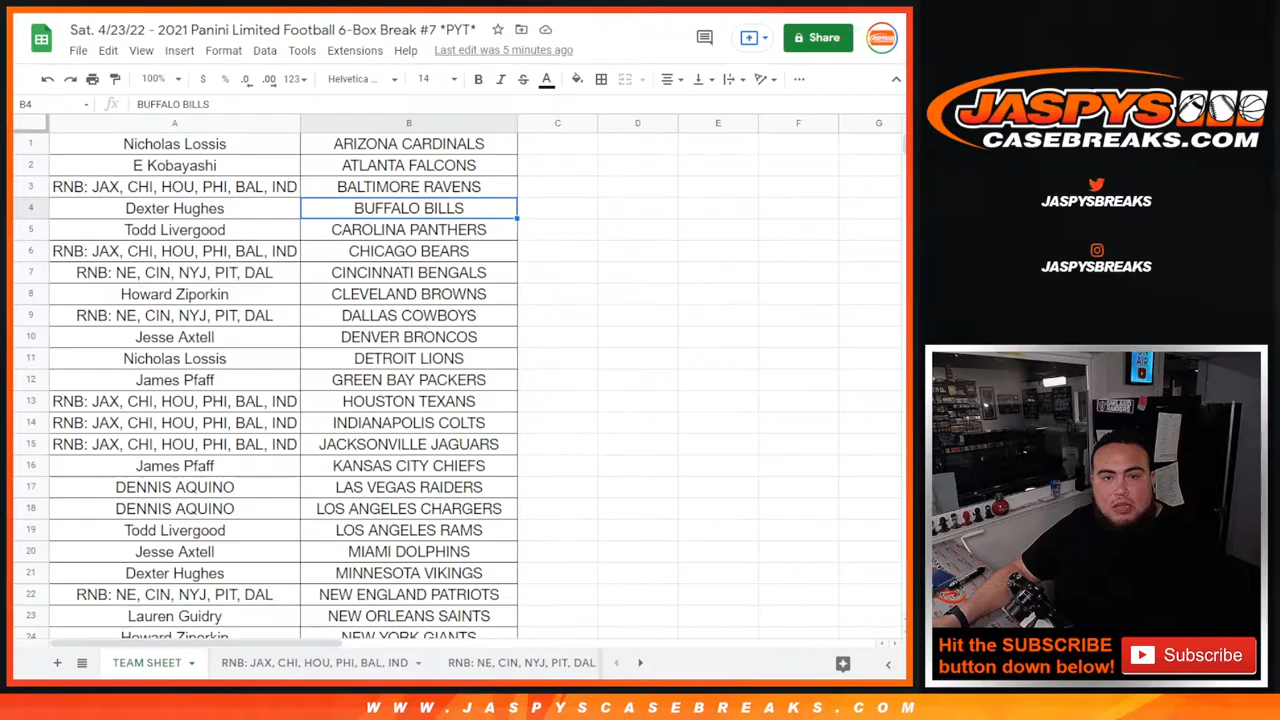 Sat. 4/23/22 - 2021 Panini Limited Football 6-Box Break #7 *PYT*
File Edit View Insert Format Data Tools Extensions Help Last edit was 5 minutes ago
Share
100% $ % .0 .00 123 Helvetica ... 14 B I S A
B4 fx BUFFALO BILLS
A B C D E F G
1 Nicholas Lossis ARIZONA CARDINALS
2 E Kobayashi ATLANTA FALCONS
3 RNB: JAX, CHI, HOU, PHI, BAL, IND BALTIMORE RAVENS
4 Dexter Hughes BUFFALO BILLS
5 Todd Livergood CAROLINA PANTHERS
6 RNB: JAX, CHI, HOU, PHI, BAL, IND CHICAGO BEARS
7 RNB: NE, CIN, NYJ, PIT, DAL CINCINNATI BENGALS
8 Howard Ziporkin CLEVELAND BROWNS
9 RNB: NE, CIN, NYJ, PIT, DAL DALLAS COWBOYS
10 Jesse Axtell DENVER BRONCOS
11 Nicholas Lossis DETROIT LIONS
12 James Pfaff GREEN BAY PACKERS
13 RNB: JAX, CHI, HOU, PHI, BAL, IND HOUSTON TEXANS
14 RNB: JAX, CHI, HOU, PHI, BAL, IND INDIANAPOLIS COLTS
15 RNB: JAX, CHI, HOU, PHI, BAL, IND JACKSONVILLE JAGUARS
16 James Pfaff KANSAS CITY CHIEFS
17 DENNIS AQUINO LAS VEGAS RAIDERS
18 DENNIS AQUINO LOS ANGELES CHARGERS
19 Todd Livergood LOS ANGELES RAMS
20 Jesse Axtell MIAMI DOLPHINS
21 Dexter Hughes MINNESOTA VIKINGS
22 RNB: NE, CIN, NYJ, PIT, DAL NEW ENGLAND PATRIOTS
23 Lauren Guidry NEW ORLEANS SAINTS
24 Howard Ziporkin NEW YORK GIANTS
TEAM SHEET RNB: JAX, CHI, HOU, PHI, BAL, IND RNB: NE, CIN, NYJ, PIT, DAL
JASPYS
CASEBREAKS.COM
JASPYSBREAKS
JASPYSBREAKS
Hit the SUBSCRIBE
button down below!
Subscribe
WWW.JASPYSCASEBREAKS.COM